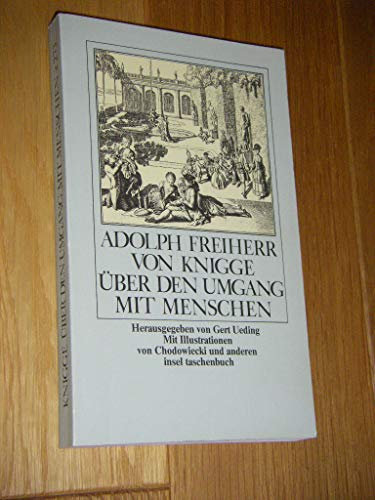 ADOLPH FREIHERR
VON KNIGGE
ÜBER DEN UMGANG
MIT MENSCHEN
Herausgegeben von Gert Ueding
Mit Illustrationen
von Chodowiecki und anderen
insel taschenbuch
KNIGGE ÜBER DEN UMGANG MIT MENSCHEN · 273